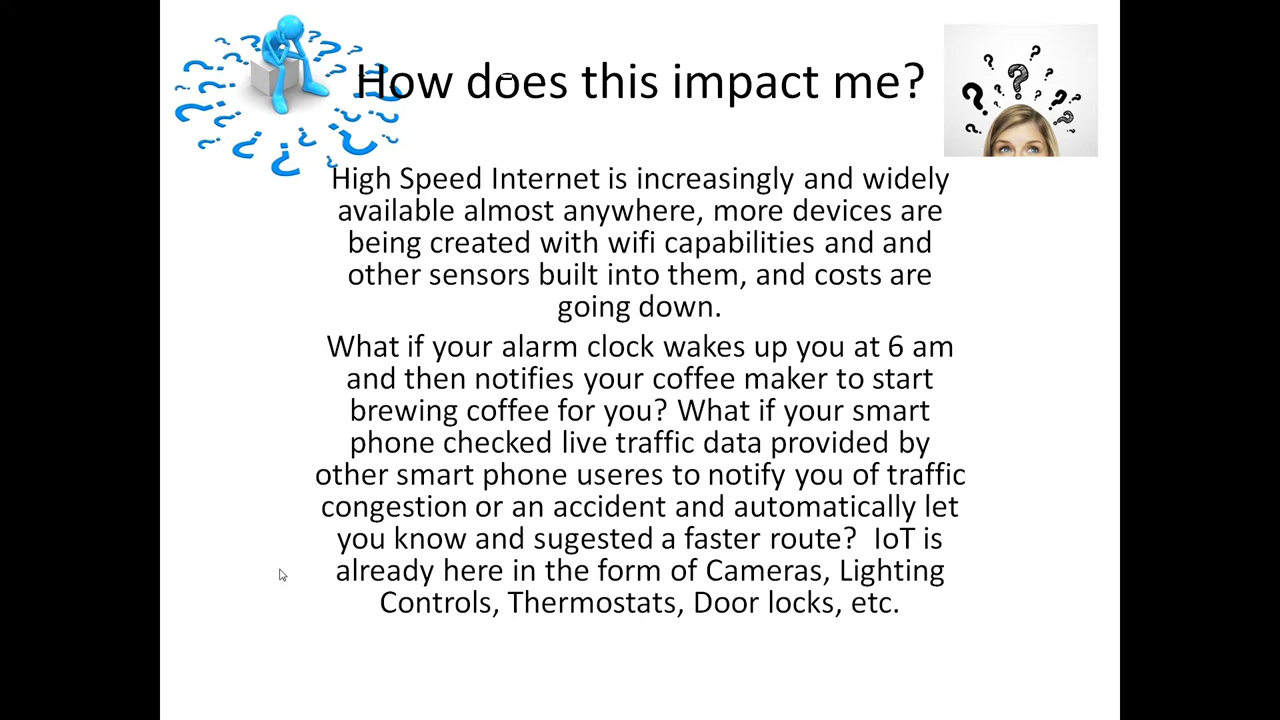 How does this impact me?
High Speed Internet is increasingly and widely
available almost anywhere, more devices are
being created with wifi capabilities and and
other sensors built into them, and costs are
going down.
What if your alarm clock wakes up you at 6 am
and then notifies your coffee maker to start
brewing coffee for you? What if your smart
phone checked live traffic data provided by
other smart phone useres to notify you of traffic
congestion or an accident and automatically let
you know and sugested a faster route?  IoT is
already here in the form of Cameras, Lighting
Controls, Thermostats, Door locks, etc.